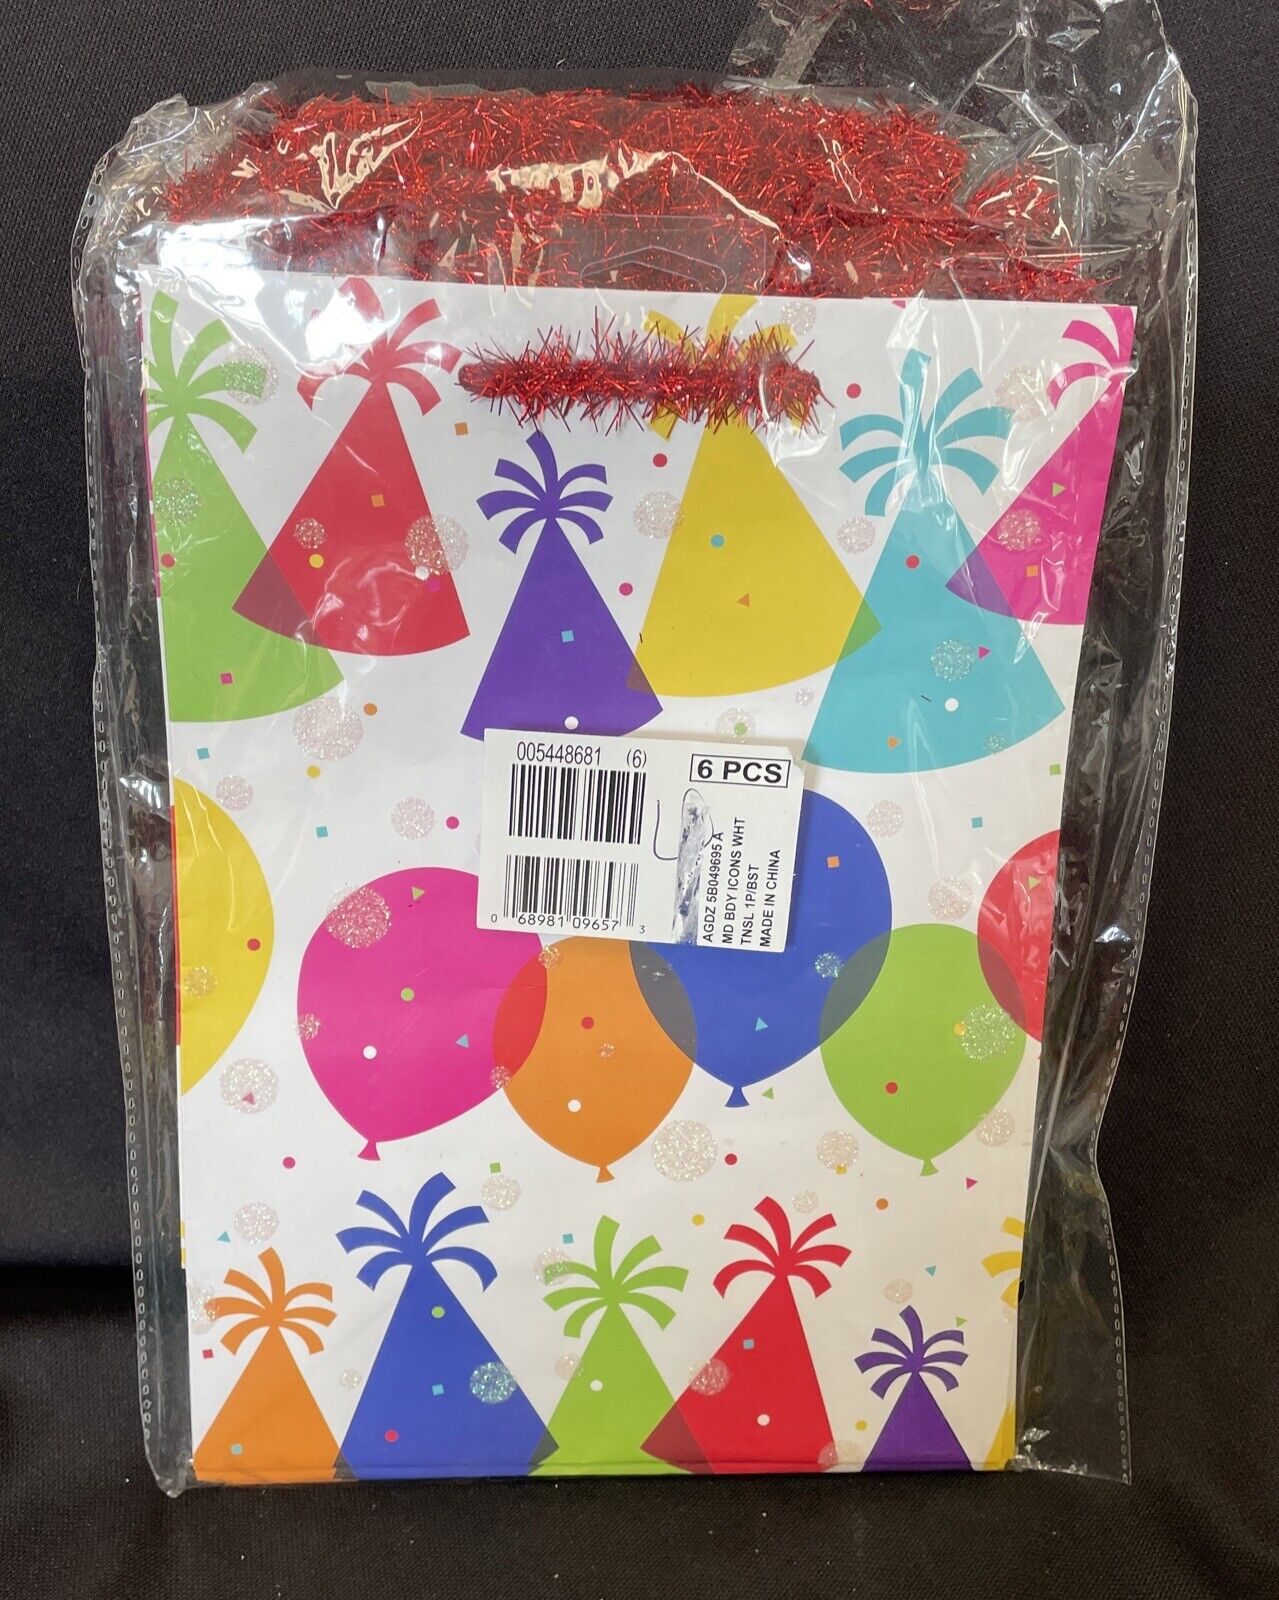 005448681 (6)
6 PCS
0 68981 09657 3
AGDZ 5B049695 A
MD BDY ICONS WHT
TNSL 1P/BST
MADE IN CHINA